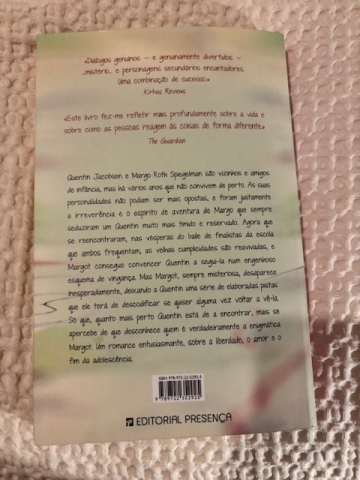 «Diálogos genuínos – e genuinamente divertidos –
mistério... e personagens secundários encantadores.
Uma combinação de sucesso.»
Kirkus Reviews
«Este livro fez-me refletir mais profundamente sobre a vida e
sobre como as pessoas reagem às coisas de forma diferente.»
The Guardian
Quentin Jacobsen e Margo Roth Spiegelman são vizinhos e amigos
de infância, mas há vários anos que não convivem de perto. As suas
personalidades não podiam ser mais opostas, e foram justamente
a irreverência e o espírito de aventura de Margo que sempre
seduziram um Quentin muito mais tímido e reservado. Agora que
se reencontraram, nas vésperas do baile de finalistas da escola
que ambos frequentam, as velhas cumplicidades são reavivadas, e
Margot consegue convencer Quentin a segui-la num engenhoso
esquema de vingança. Mas Margot, sempre misteriosa, desaparece
inesperadamente, deixando a Quentin uma série de elaboradas pistas
que ele terá de descodificar se quiser alguma vez voltar a vê-la.
Só que, quanto mais perto Quentin está de a encontrar, mais se
apercebe de que desconhece quem é verdadeiramente a enigmática
Margot. Um romance entusiasmante, sobre a liberdade, o amor e o
fim da adolescência.
EDITORIAL PRESENÇA